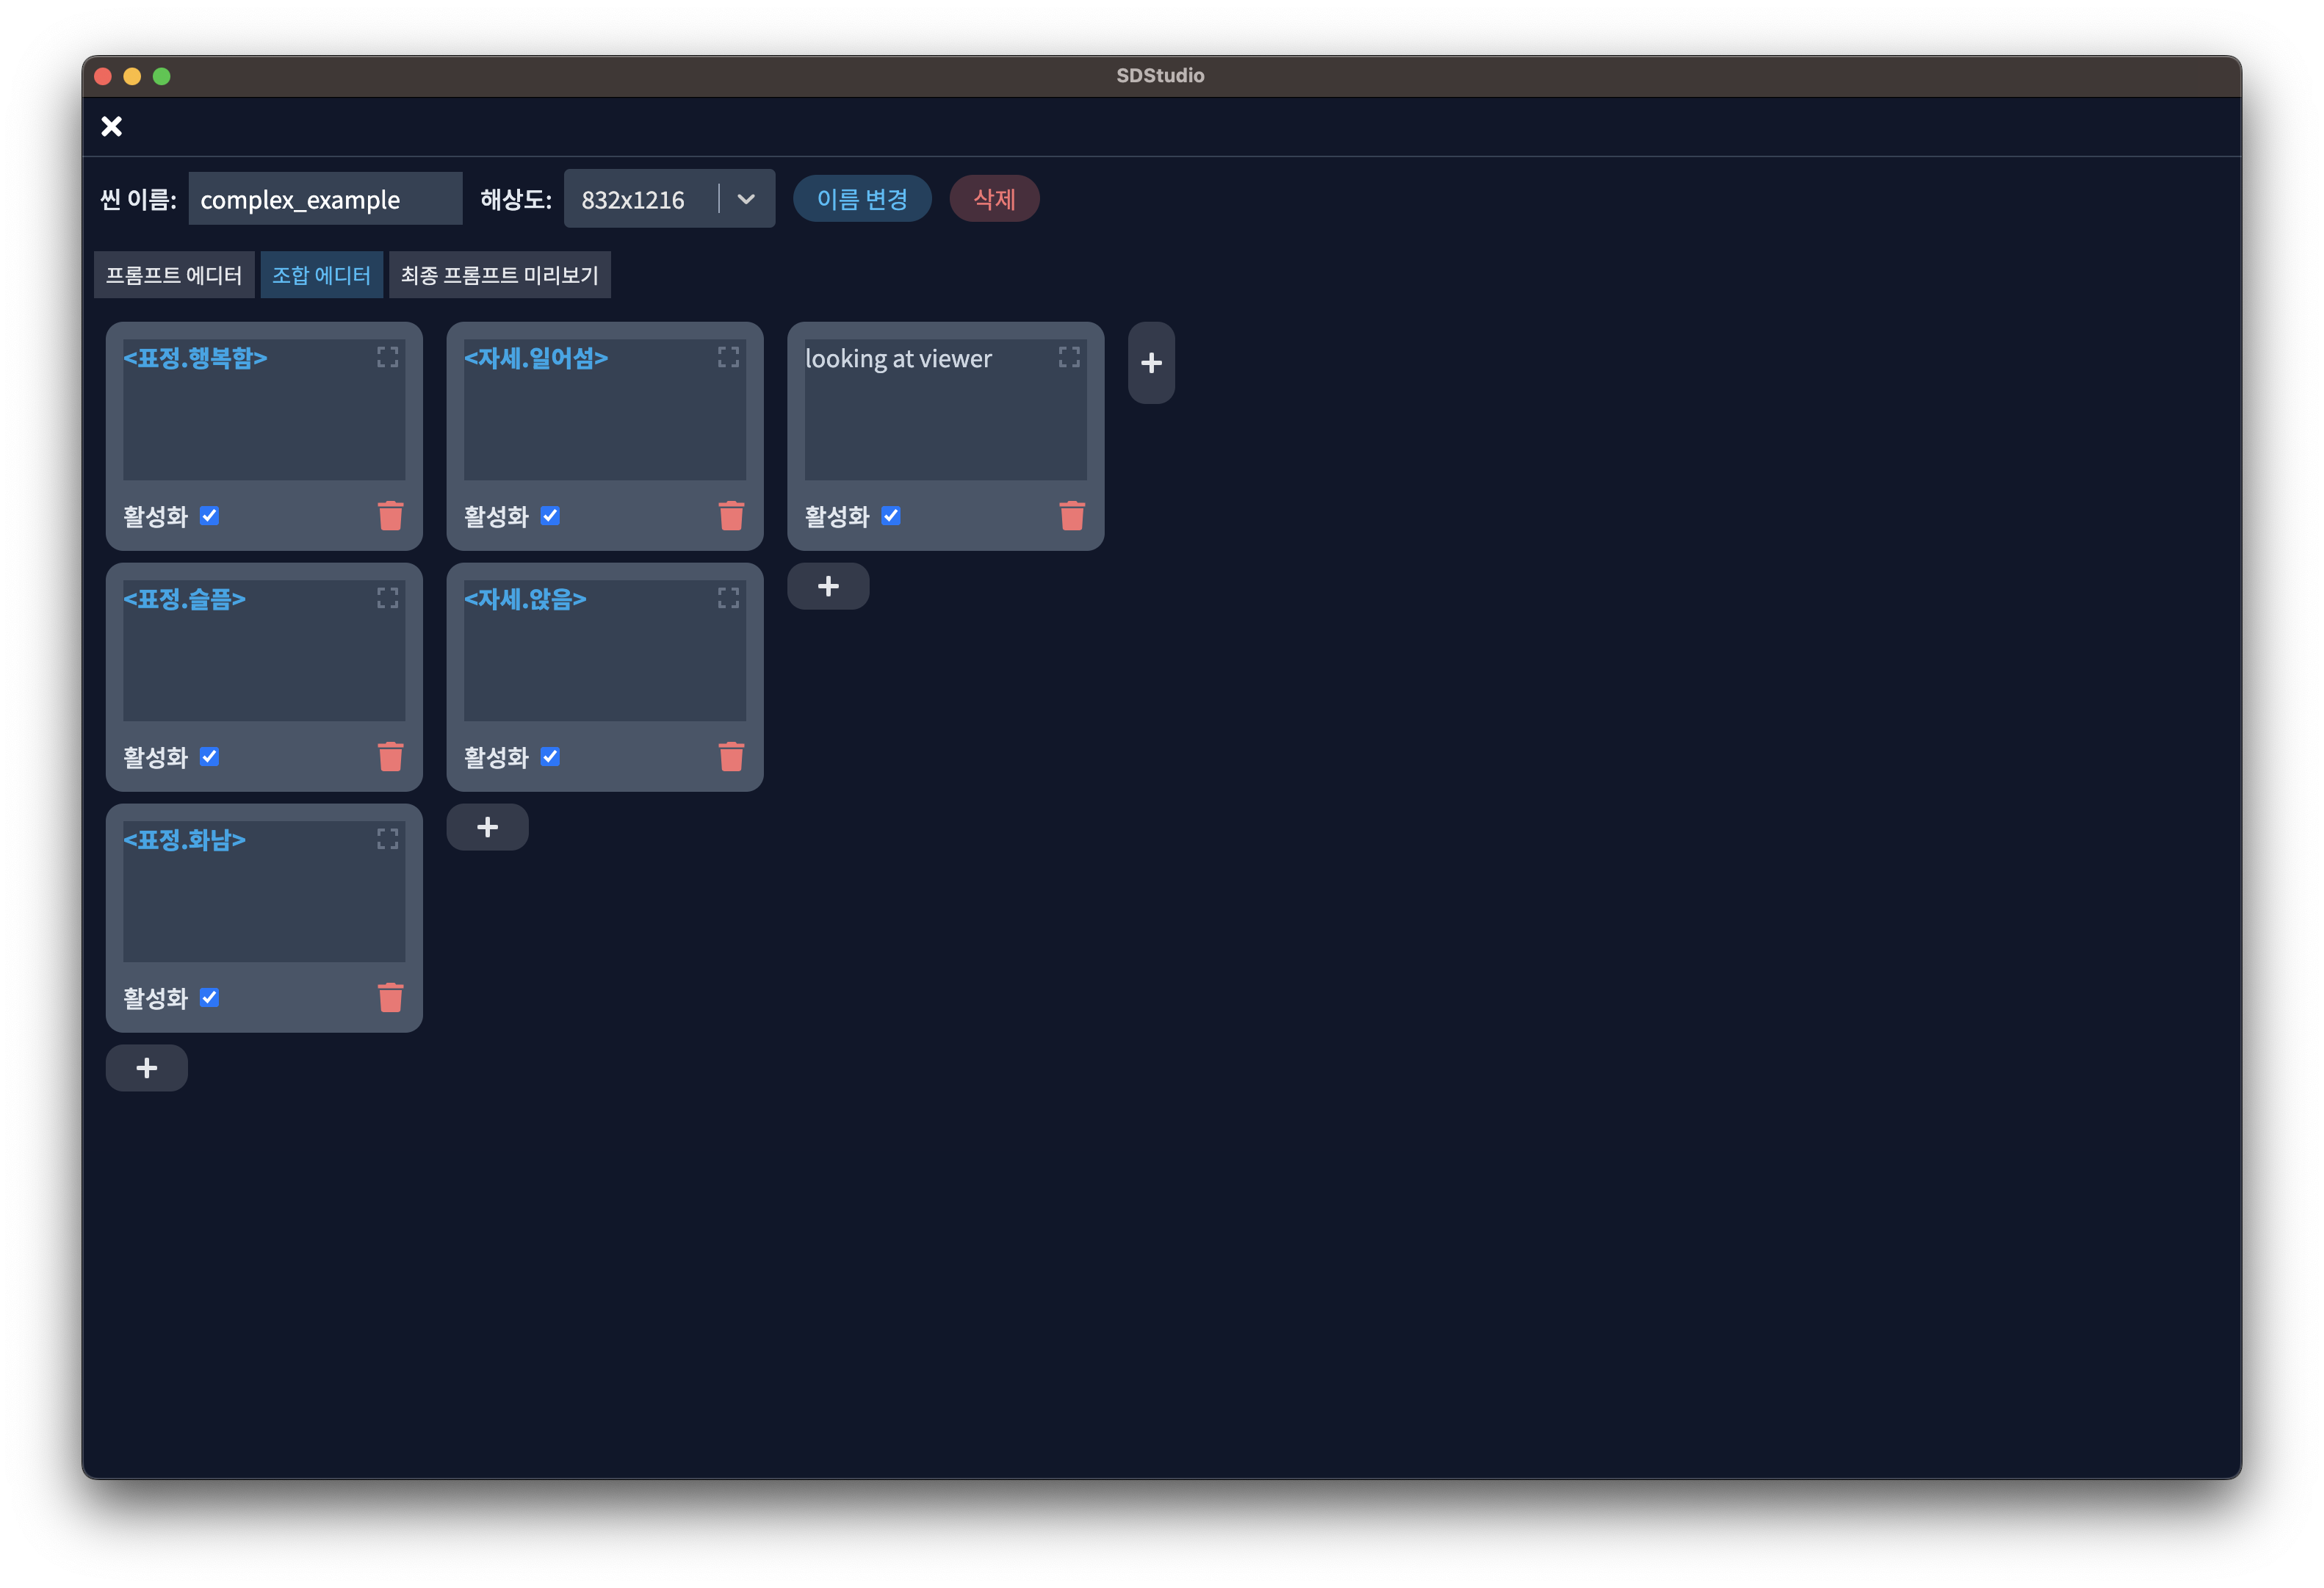 SDStudio
씬 이름: complex_example 해상도: 832x1216 이름 변경 삭제
프롬프트 에디터 조합 에디터 최종 프롬프트 미리보기
<표정.행복함> <자세.일어섬> looking at viewer
활성화 활성화 활성화
<표정.슬픔> <자세.앉음>
활성화 활성화
<표정.화남>
활성화